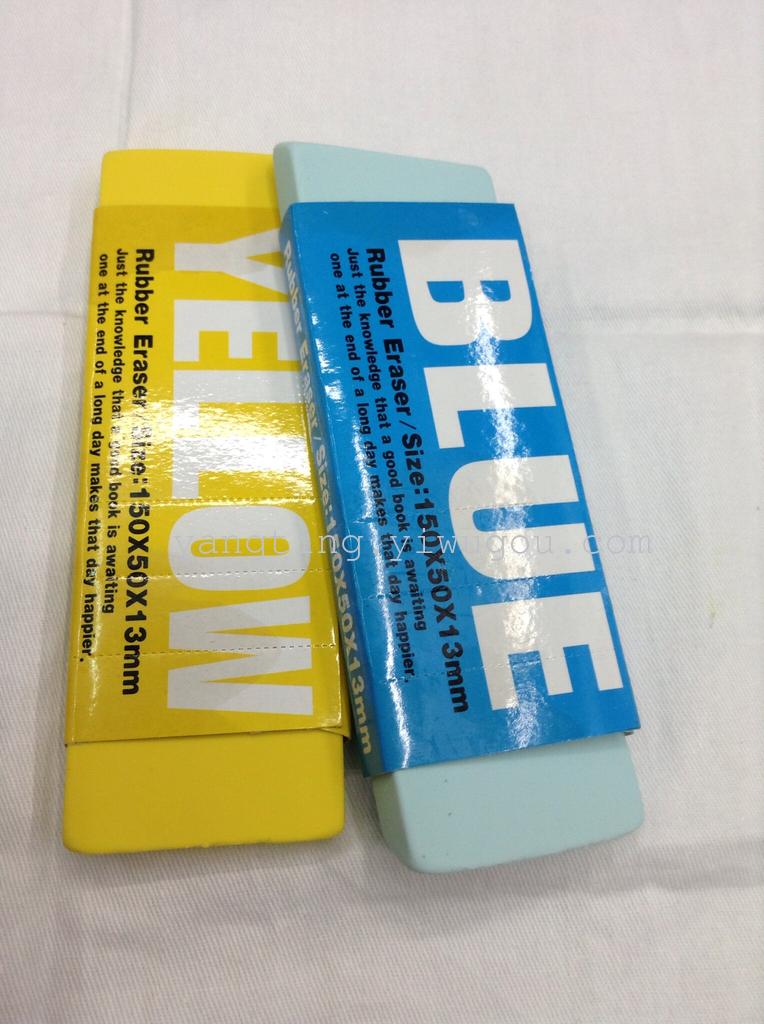 YELLOW
Rubber Eraser/Size:150X50X13mm
Just the knowledge that a good book is awaiting
one at the end of a long day makes that day happier.
BLUE
Rubber Eraser/Size:150X50X13mm
Just the knowledge that a good book is awaiting
one at the end of a long day makes that day happier.
Rubber Eraser/Size:150X50X13mm
yandting.yiwugou.com